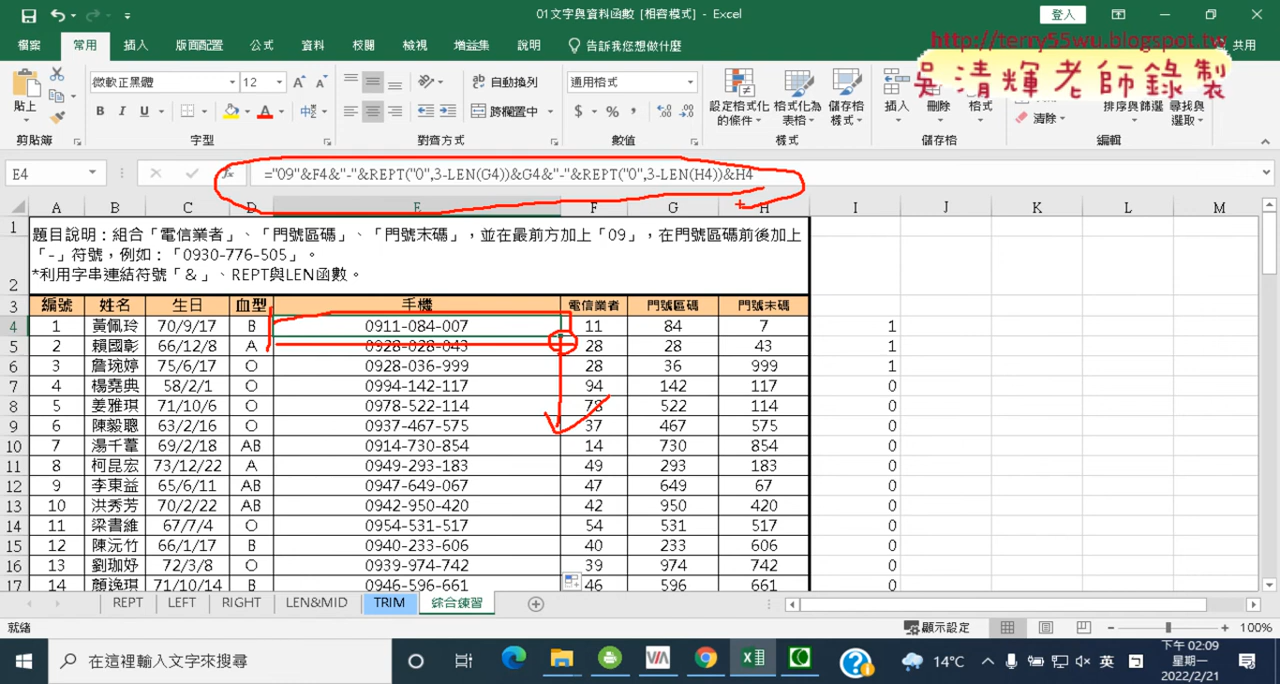 01文字與資料函數 [相容模式] - Excel
登入
檔案 常用 插入 版面配置 公式 資料 校閱 檢視 增益集 說明 告訴我您想做什麼 共用
http://terry55wu.blogspot.tw
吳清輝老師錄製
貼上
微軟正黑體 12
B I U
自動換列
跨欄置中
通用格式
$ % ,
設定格式化的條件 格式化為表格 儲存格樣式
插入 刪除 格式
清除
排序與篩選 尋找與選取
剪貼簿 字型 對齊方式 數值 樣式 儲存格 編輯
E4 fx ="09"&F4&"-"&REPT("0",3-LEN(G4))&G4&"-"&REPT("0",3-LEN(H4))&H4
A B C D E F G H I J K L M
1
題目說明：組合「電信業者」、「門號區碼」、「門號末碼」，並在最前方加上「09」，在門號區碼前後加上
「-」符號，例如：「0930-776-505」。
2 *利用字串連結符號「&」、REPT與LEN函數。
3 編號 姓名 生日 血型 手機 電信業者 門號區碼 門號末碼
4 1 黃佩玲 70/9/17 B 0911-084-007 11 84 7 1
5 2 賴國彰 66/12/8 A 0928-028-043 28 28 43 1
6 3 詹琬婷 75/6/17 O 0928-036-999 28 36 999 1
7 4 楊堯典 58/2/1 O 0994-142-117 94 142 117 0
8 5 姜雅琪 71/10/6 O 0978-522-114 78 522 114 0
9 6 陳毅聰 63/2/16 O 0937-467-575 37 467 575 0
10 7 湯千葦 69/2/18 AB 0914-730-854 14 730 854 0
11 8 柯昆宏 73/12/22 A 0949-293-183 49 293 183 0
12 9 李東益 65/6/11 AB 0947-649-067 47 649 67 0
13 10 洪秀芳 70/2/22 AB 0942-950-420 42 950 420 0
14 11 梁書維 67/7/4 O 0954-531-517 54 531 517 0
15 12 陳沅竹 66/1/17 B 0940-233-606 40 233 606 0
16 13 劉珈妤 72/3/8 O 0939-974-742 39 974 742 0
17 14 顏逸琪 71/10/14 B 0946-596-661 46 596 661 0
REPT LEFT RIGHT LEN&MID TRIM 綜合練習
就緒 顯示設定 100%
在這裡輸入文字來搜尋
14°C 英
下午 02:09
星期一
2022/2/21